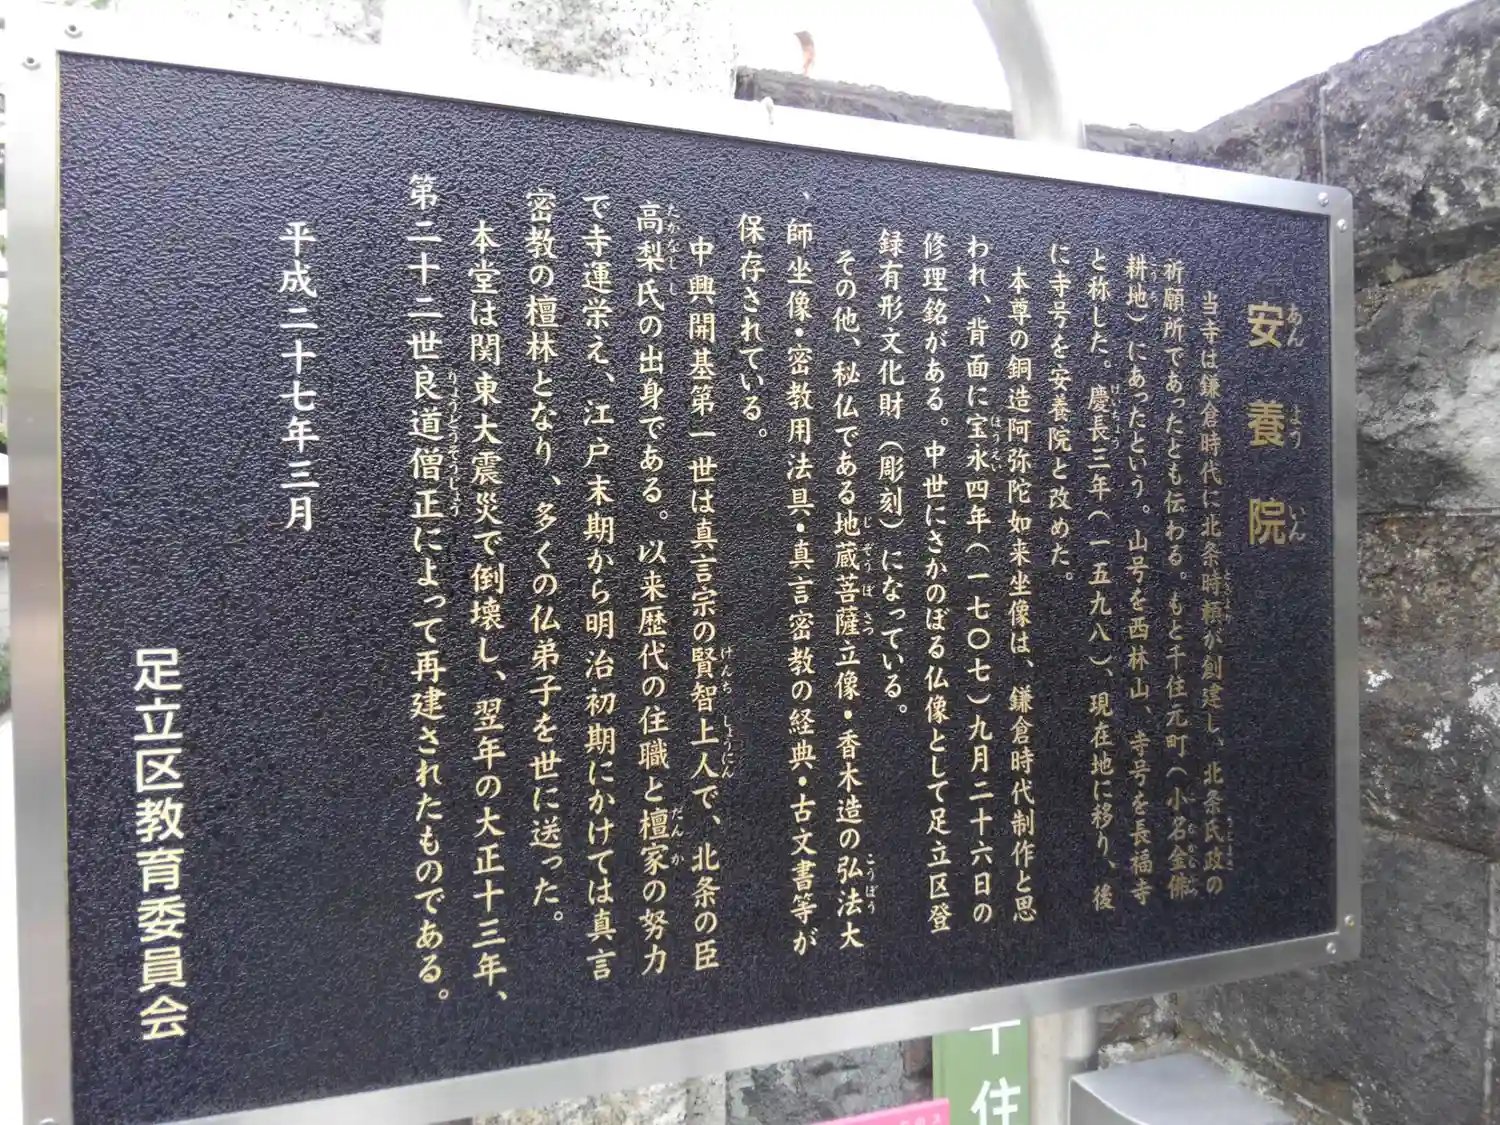 安養院
あんよういん
当寺は鎌倉時代に北条時頼が創建し、北条氏政の
祈願所であったとも伝わる。もと千住元町（小名金佛
耕地）にあったという。山号を西林山、寺号を長福寺
と称した。慶長三年（一五九八）、現在地に移り、後
に寺号を安養院と改めた。
本尊の銅造阿弥陀如来坐像は、鎌倉時代制作と思
われ、背面に宝永四年（一七〇七）九月二十六日の
修理銘がある。中世にさかのぼる仏像として足立区登
録有形文化財（彫刻）になっている。
その他、秘仏である地蔵菩薩立像・香木造の弘法大
、師坐像・密教用法具・真言密教の経典・古文書等が
保存されている。
中興開基第一世は真言宗の賢智上人で、北条の臣
高梨氏の出身である。以来歴代の住職と檀家の努力
で寺運栄え、江戸末期から明治初期にかけては真言
密教の檀林となり、多くの仏弟子を世に送った。
本堂は関東大震災で倒壊し、翌年の大正十三年、
第二十二世良道僧正によって再建されたものである。
平成二十七年三月
足立区教育委員会
千住